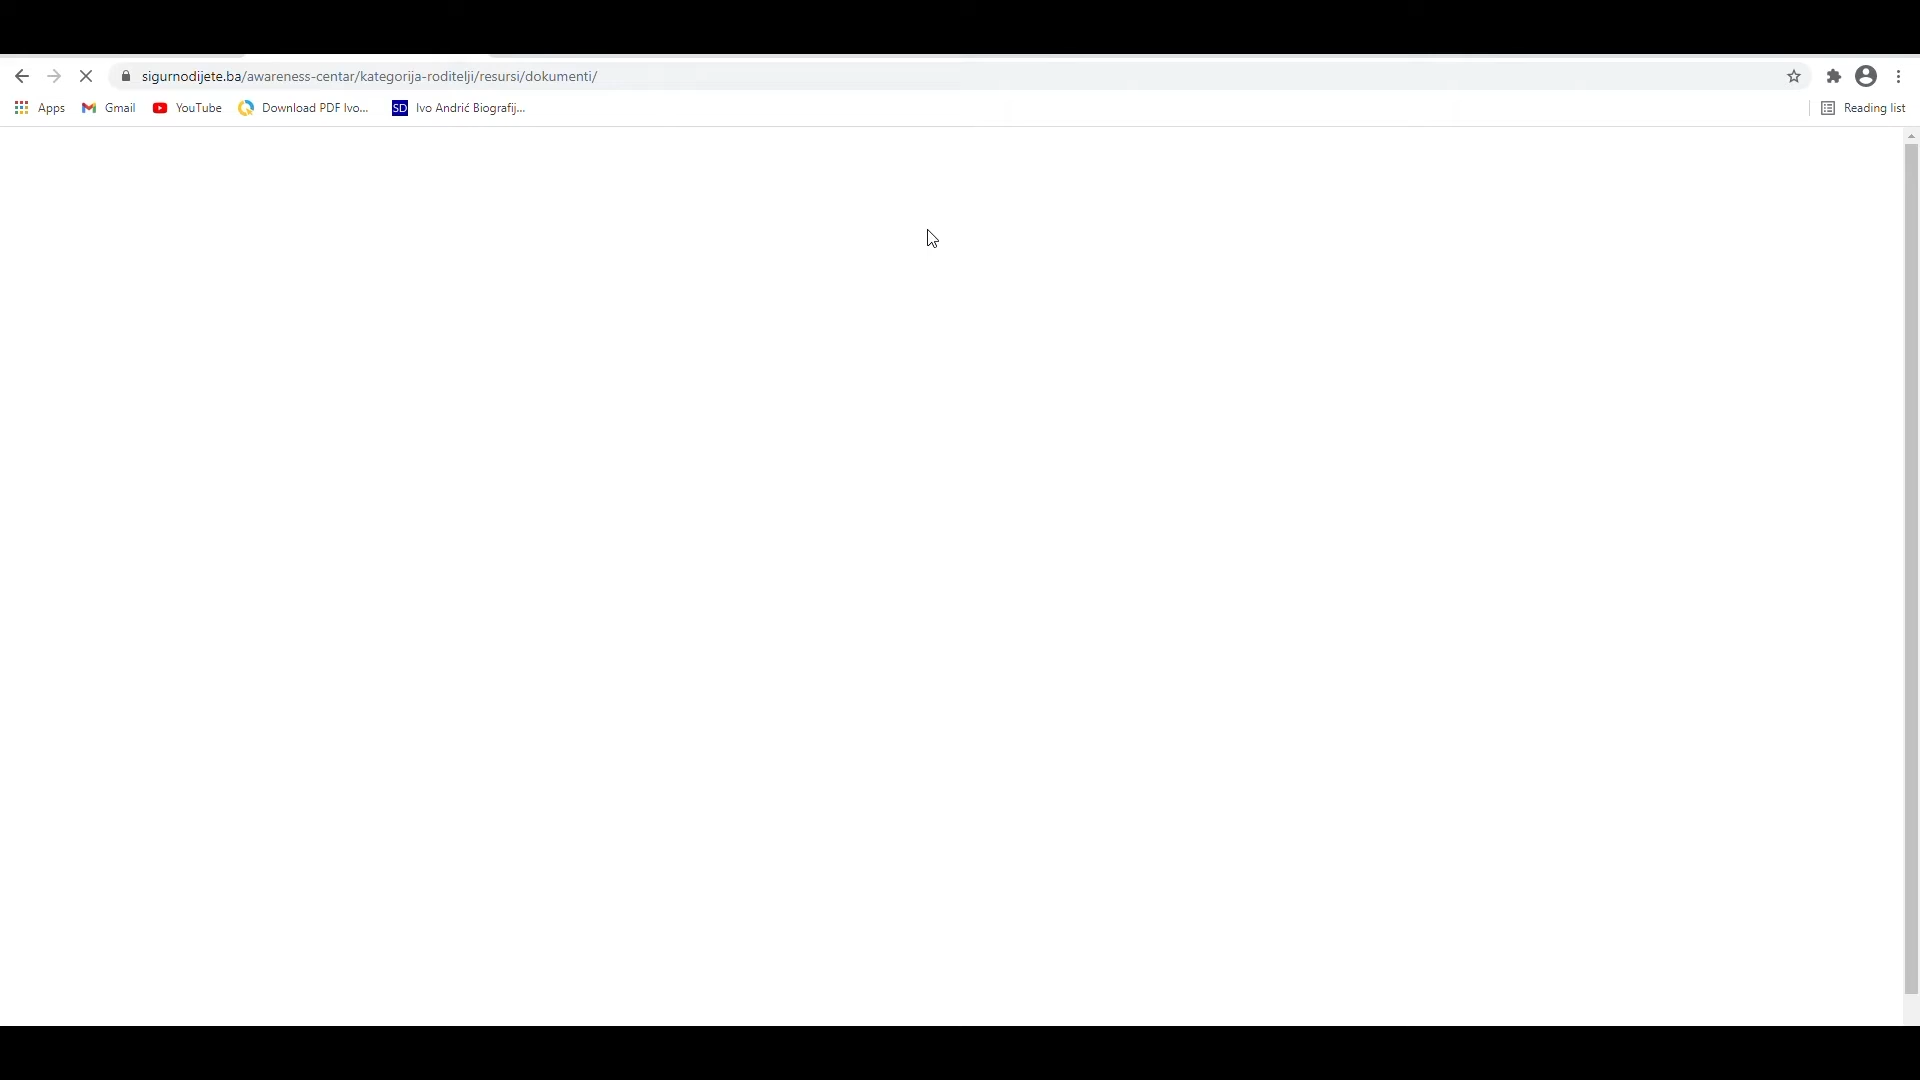 sigurnodijete.ba/awareness-centar/kategorija-roditelji/resursi/dokumenti/
Apps Gmail YouTube Download PDF Ivo... SD Ivo Andrić Biografij... Reading list